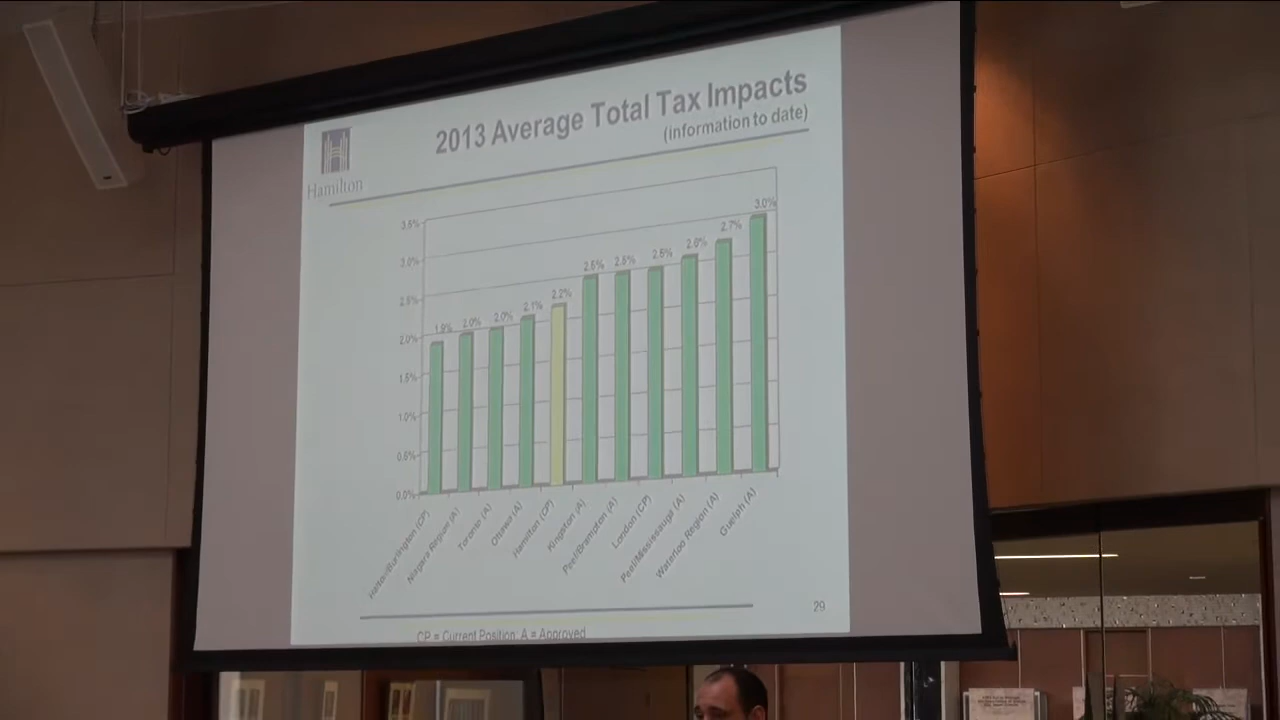 2013 Average Total Tax Impacts
(information to date)
Hamilton
3.5%
3.0%
2.5%
2.0%
1.5%
1.0%
0.5%
0.0%
1.9%
2.0%
2.0%
2.1%
2.2%
2.5%
2.5%
2.5%
2.6%
2.7%
3.0%
Halton/Burlington (CP)
Niagara Region (A)
Toronto (A)
Ottawa (A)
Hamilton (CP)
Kingston (A)
Peel/Brampton (A)
London (CP)
Peel/Mississauga (A)
Waterloo Region (A)
Guelph (A)
29
CP = Current Position; A = Approved